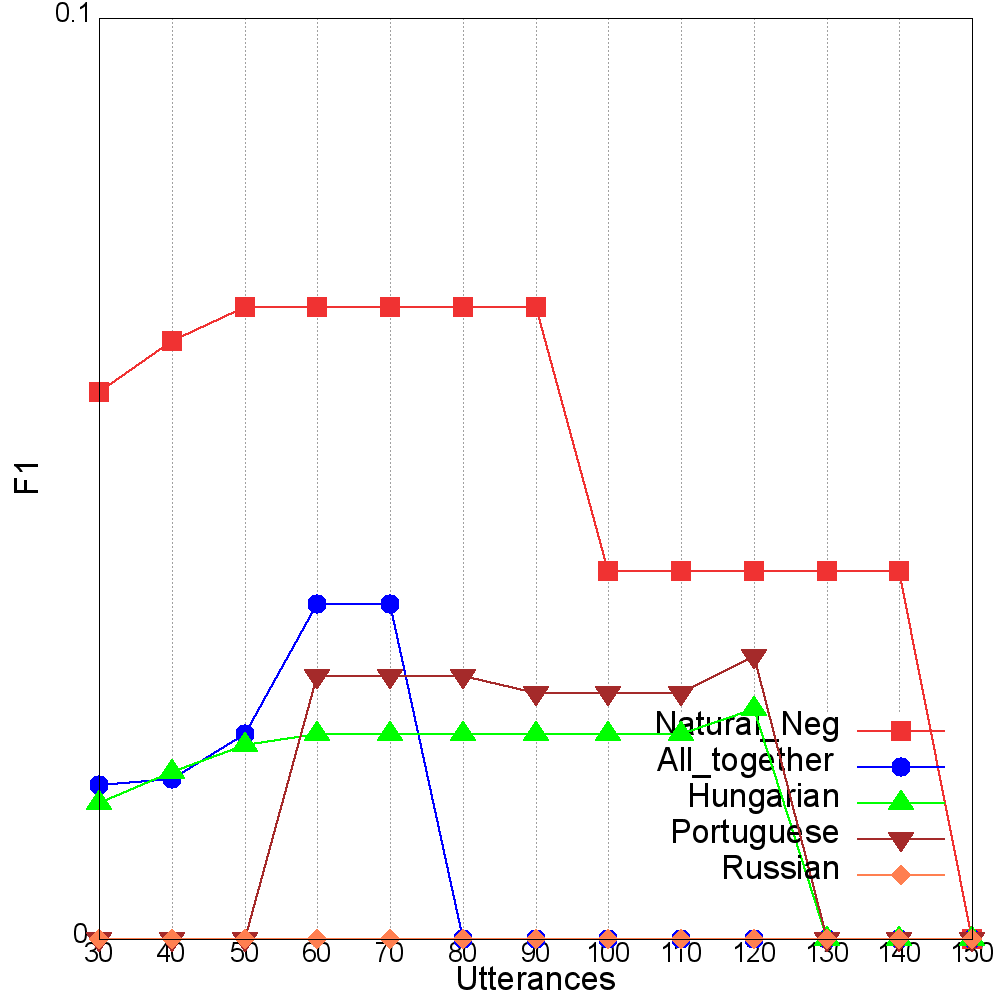 0.1
F1
Natural_Neg
All_together
Hungarian
Portuguese
Russian
0
30 40 50 60 70 80 90 100 110 120 130 140 150
Utterances